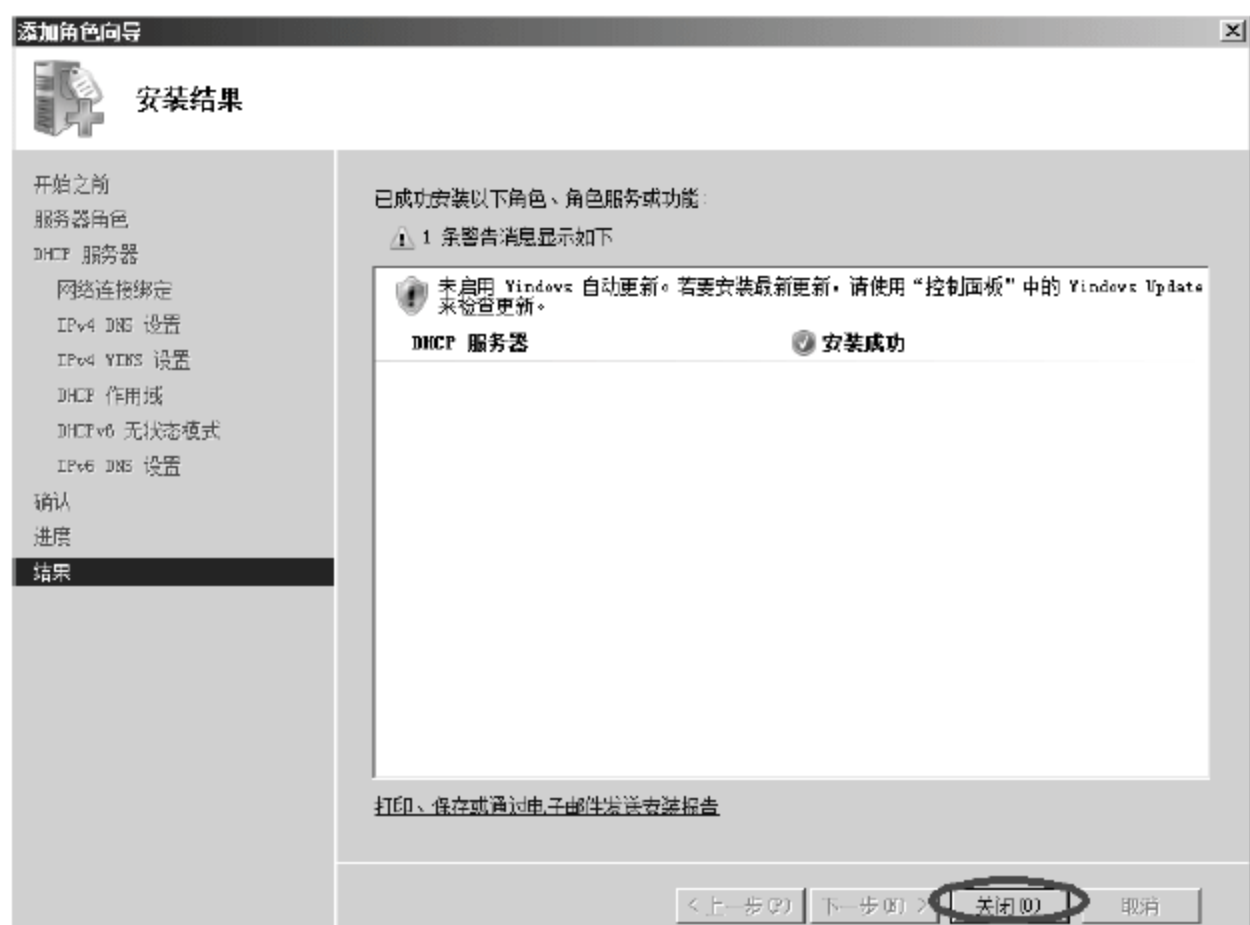 添加角色向导
安装结果
开始之前
服务器角色
DHCP 服务器
网络连接绑定
IPv4 DNS 设置
IPv4 WINS 设置
DHCP 作用域
DHCPv6 无状态模式
IPv6 DNS 设置
确认
进度
结果
已成功安装以下角色、角色服务或功能:
1 条警告消息显示如下
未启用 Windows 自动更新。若要安装最新更新，请使用“控制面板”中的 Windows Update
来检查更新。
DHCP 服务器 安装成功
打印、保存或通过电子邮件发送安装报告
< 上一步(P) 下一步(N) > 关闭(O) 取消